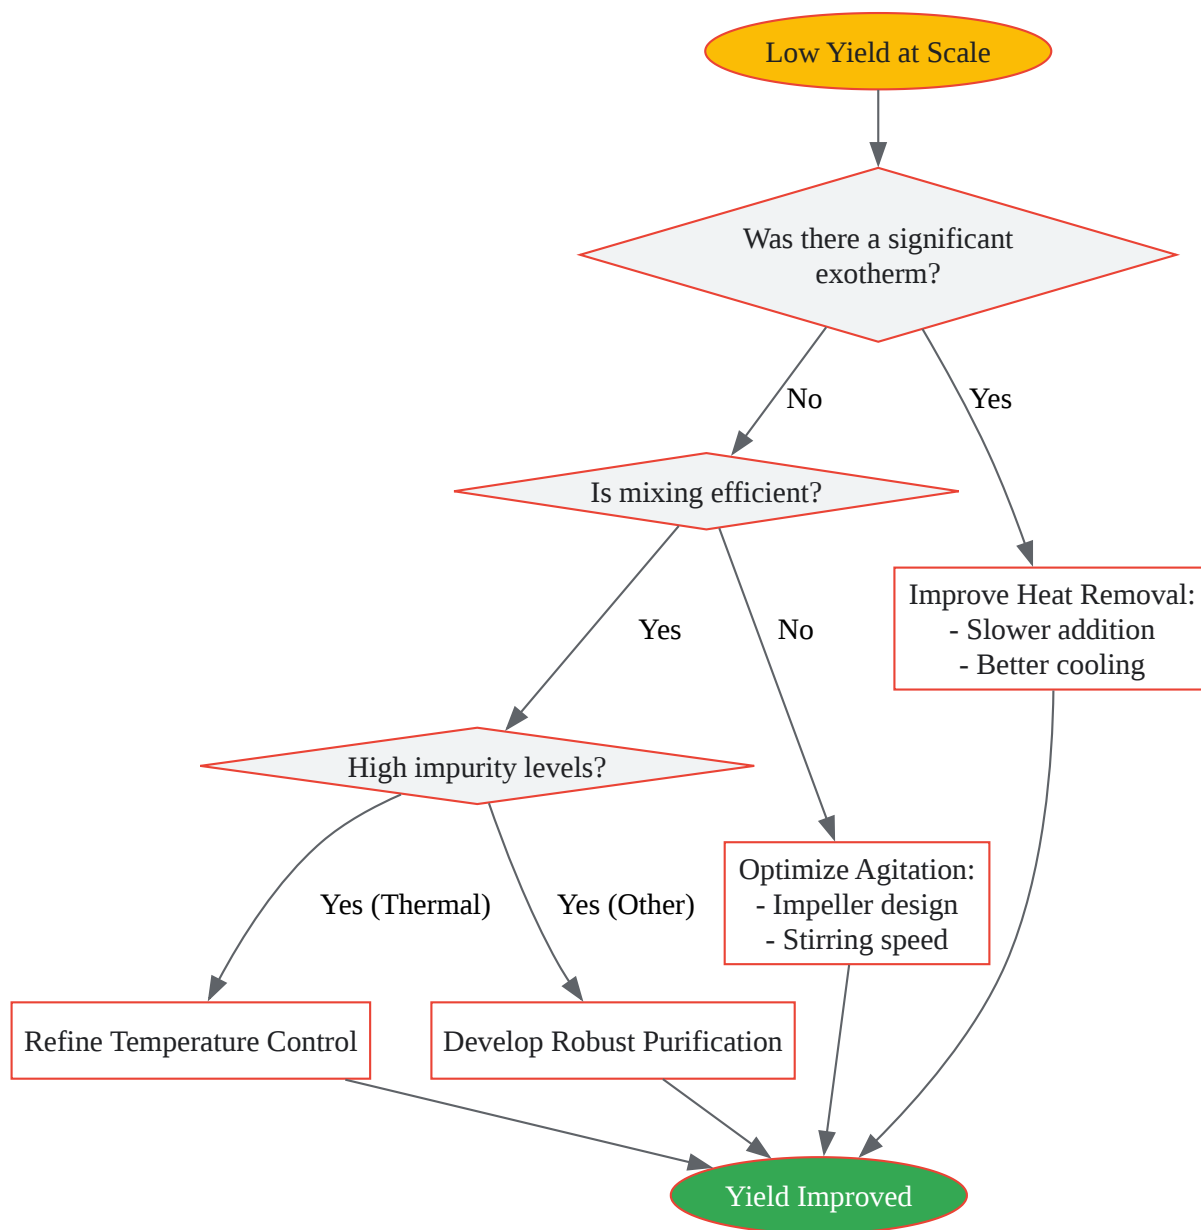 Low Yield at Scale
Was there a significant
exotherm?
No
Yes
Is mixing efficient?
Improve Heat Removal:
- Slower addition
- Better cooling
Yes
No
High impurity levels?
Optimize Agitation:
- Impeller design
- Stirring speed
Yes (Thermal)
Yes (Other)
Refine Temperature Control
Develop Robust Purification
Yield Improved